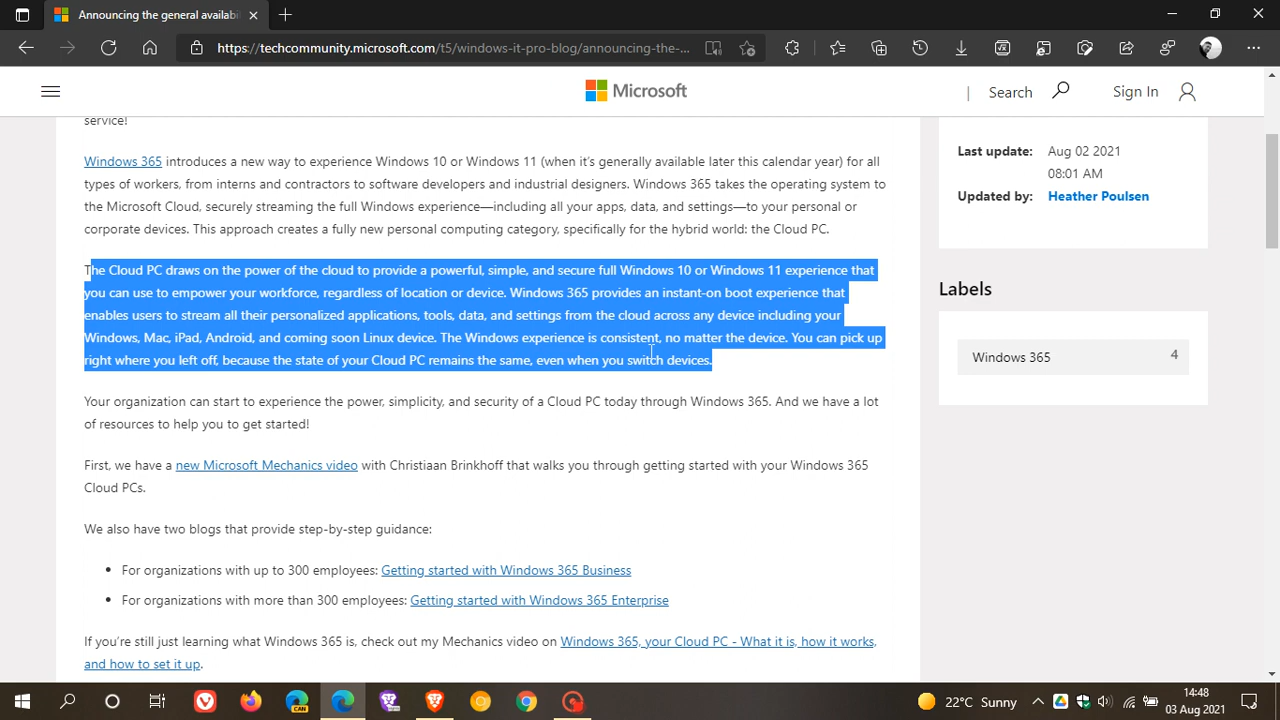 Announcing the general availab
https://techcommunity.microsoft.com/t5/windows-it-pro-blog/announcing-the-...
Microsoft
| Search
Sign In
service!
Windows 365 introduces a new way to experience Windows 10 or Windows 11 (when it's generally available later this calendar year) for all
types of workers, from interns and contractors to software developers and industrial designers. Windows 365 takes the operating system to
the Microsoft Cloud, securely streaming the full Windows experience—including all your apps, data, and settings—to your personal or
corporate devices. This approach creates a fully new personal computing category, specifically for the hybrid world: the Cloud PC.
The Cloud PC draws on the power of the cloud to provide a powerful, simple, and secure full Windows 10 or Windows 11 experience that
you can use to empower your workforce, regardless of location or device. Windows 365 provides an instant-on boot experience that
enables users to stream all their personalized applications, tools, data, and settings from the cloud across any device including your
Windows, Mac, iPad, Android, and coming soon Linux device. The Windows experience is consistent, no matter the device. You can pick up
right where you left off, because the state of your Cloud PC remains the same, even when you switch devices.
Your organization can start to experience the power, simplicity, and security of a Cloud PC today through Windows 365. And we have a lot
of resources to help you to get started!
First, we have a new Microsoft Mechanics video with Christiaan Brinkhoff that walks you through getting started with your Windows 365
Cloud PCs.
We also have two blogs that provide step-by-step guidance:
• For organizations with up to 300 employees: Getting started with Windows 365 Business
• For organizations with more than 300 employees: Getting started with Windows 365 Enterprise
If you're still just learning what Windows 365 is, check out my Mechanics video on Windows 365, your Cloud PC - What it is, how it works,
and how to set it up.
Last update: Aug 02 2021
08:01 AM
Updated by: Heather Poulsen
Labels
Windows 365 4
CAN
22°C Sunny
14:48
03 Aug 2021